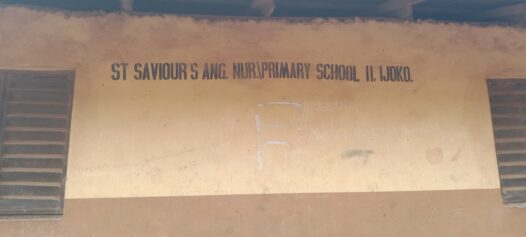 ST SAVIOUR'S ANG. NUR\PRIMARY SCHOOL II. IJOKO.